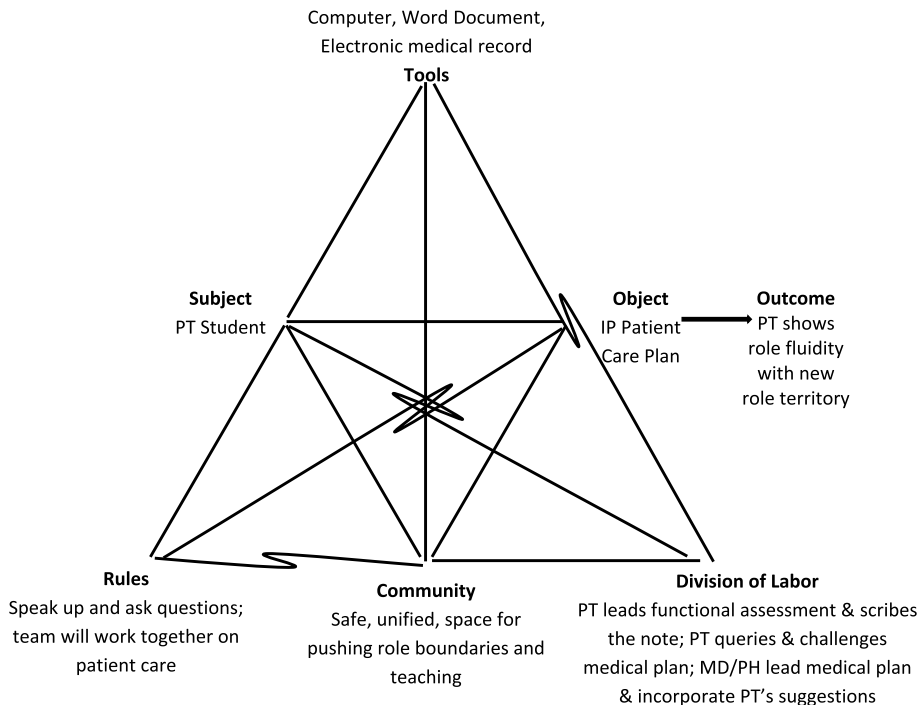 Computer, Word Document,
Electronic medical record
Tools
Subject
PT Student
Object
IP Patient
Care Plan
Outcome
PT shows
role fluidity
with new
role territory
Rules
Speak up and ask questions;
team will work together on
patient care
Community
Safe, unified, space for
pushing role boundaries and
teaching
Division of Labor
PT leads functional assessment & scribes
the note; PT queries & challenges
medical plan; MD/PH lead medical plan
& incorporate PT’s suggestions